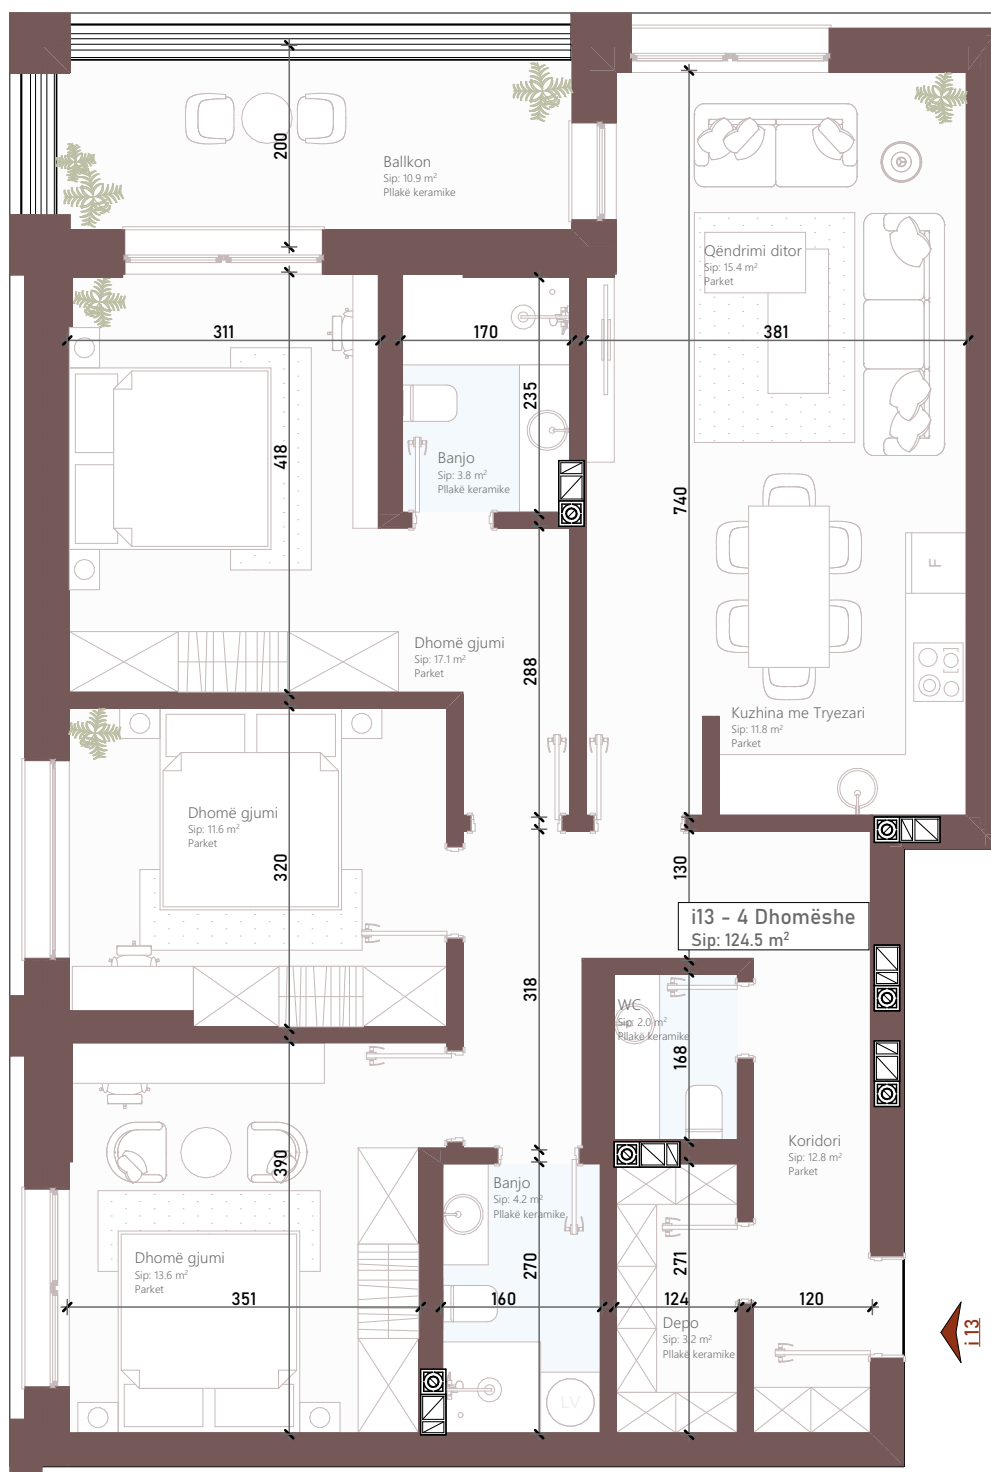 200
Ballkon
Sip: 10.9 m²
Pllakë keramike
Qëndrimi ditor
Sip: 15.4 m²
Parket
311
170
381
235
418
Banjo
Sip: 3.8 m²
Pllakë keramike
740
F
Dhomë gjumi
Sip: 17.1 m²
Parket
288
Kuzhina me Tryezari
Sip: 11.8 m²
Parket
Dhomë gjumi
Sip: 11.6 m²
Parket
320
130
i13 - 4 Dhomëshe
Sip: 124.5 m²
318
WC
Sip: 2.0 m²
Pllakë keramike
168
Koridori
Sip: 12.8 m²
Parket
390
Banjo
Sip: 4.2 m²
Pllakë keramike
Dhomë gjumi
Sip: 13.6 m²
Parket
270
271
351
160
124
120
Depo
Sip: 3.2 m²
Pllakë keramike
i13
LV